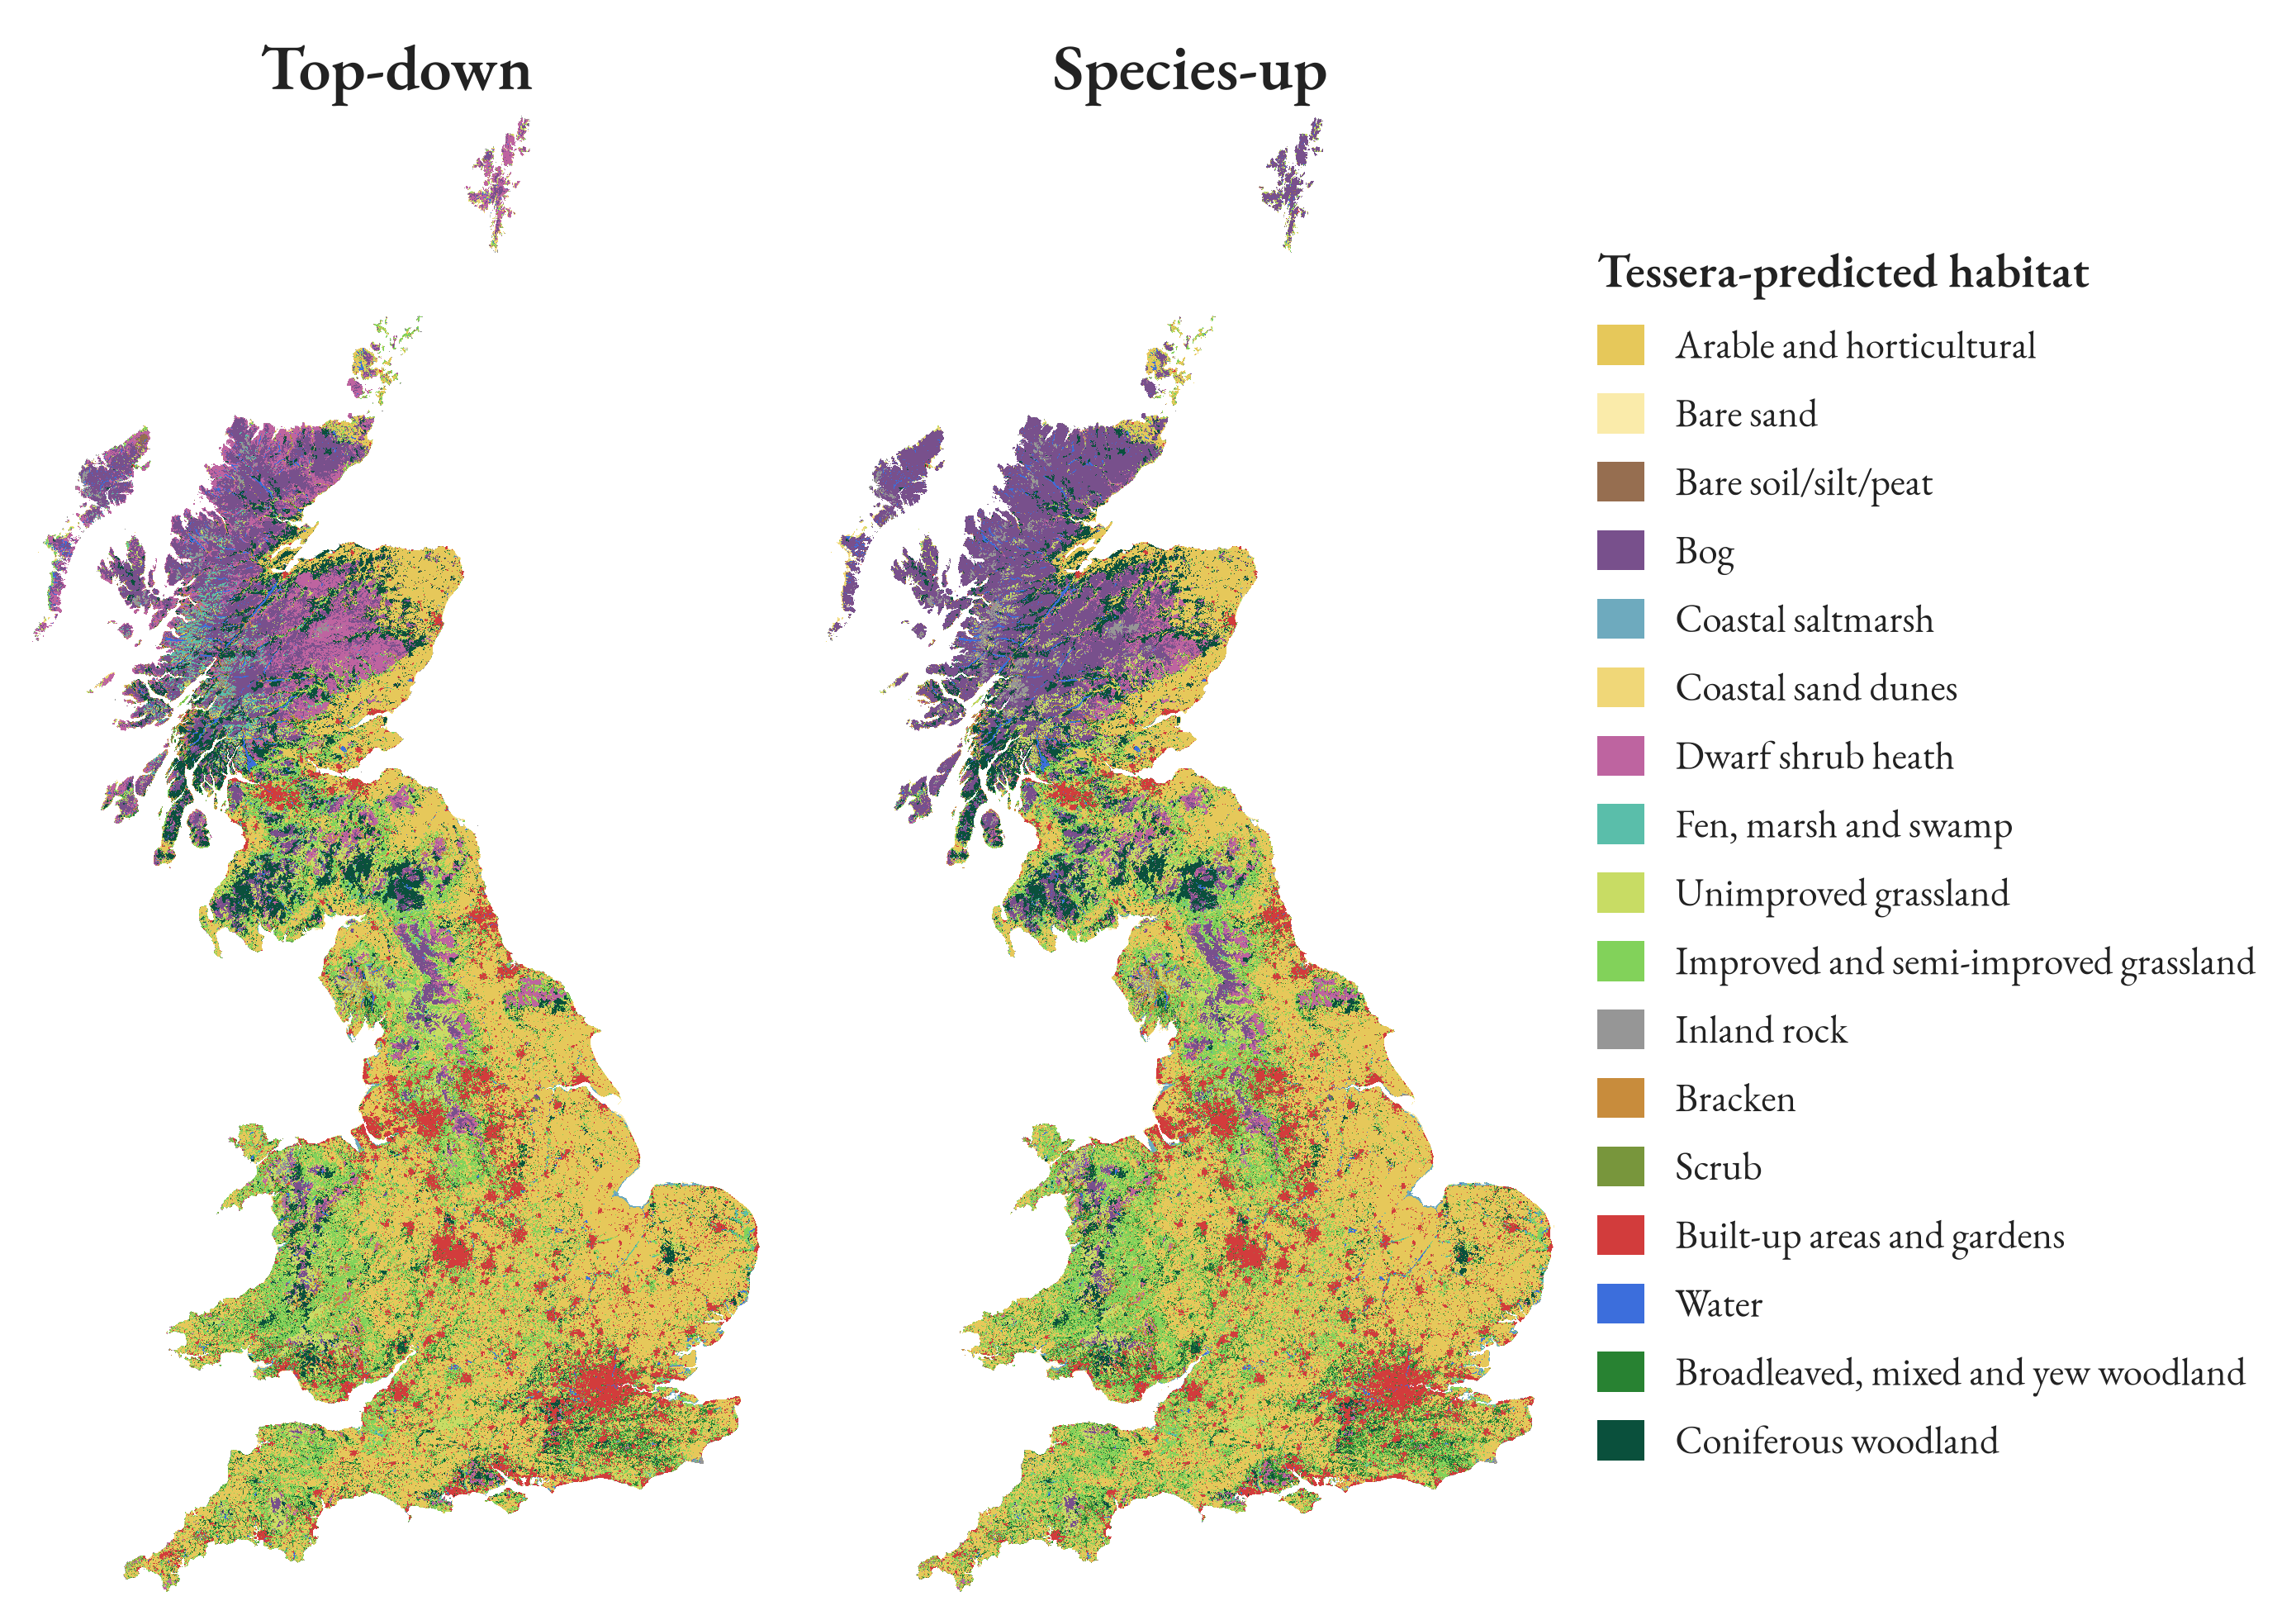 Top-down
Species-up
Tessera-predicted habitat
Arable and horticultural
Bare sand
Bare soil/silt/peat
Bog
Coastal saltmarsh
Coastal sand dunes
Dwarf shrub heath
Fen, marsh and swamp
Unimproved grassland
Improved and semi-improved grassland
Inland rock
Bracken
Scrub
Built-up areas and gardens
Water
Broadleaved, mixed and yew woodland
Coniferous woodland